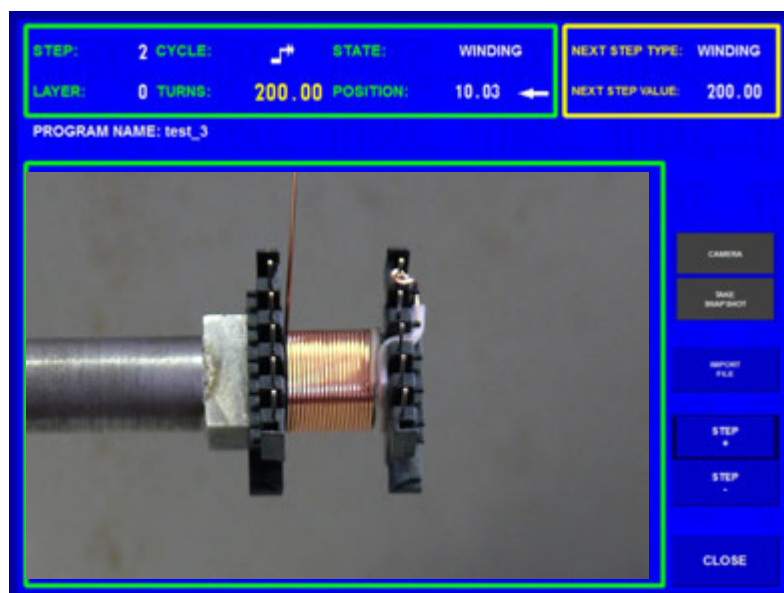 STEP: 2 CYCLE: STATE: WINDING
LAYER: 0 TURNS: 200.00 POSITION: 10.03
NEXT STEP TYPE: WINDING
NEXT STEP VALUE: 200.00
PROGRAM NAME: test_3
CAMERA
TAKE
SNAPSHOT
IMPORT
FILE
STEP
+
STEP
-
CLOSE